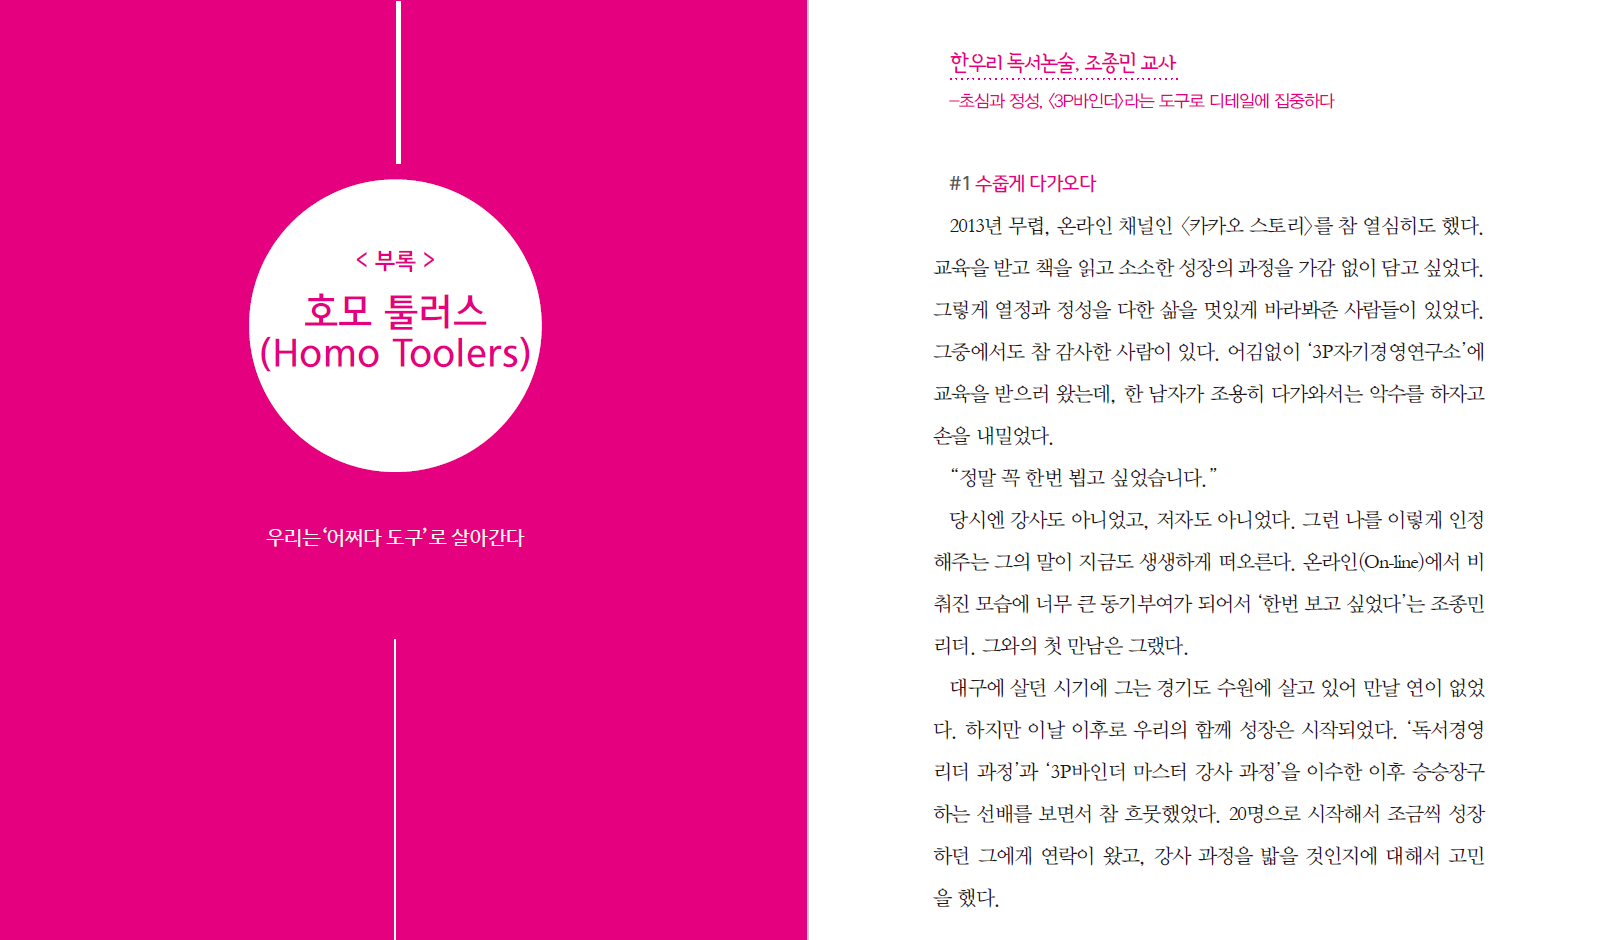 < 부록 >
호모 툴러스
(Homo Toolers)
우리는 ‘어쩌다 도구’로 살아간다
한우리 독서논술, 조종민 교사
–초심과 정성, 〈3P바인더〉라는 도구로 디테일에 집중하다
#1 수줍게 다가오다
2013년 무렵, 온라인 채널인 〈카카오 스토리〉를 참 열심히도 했다.
교육을 받고 책을 읽고 소소한 성장의 과정을 가감 없이 담고 싶었다.
그렇게 열정과 정성을 다한 삶을 멋있게 바라봐준 사람들이 있었다.
그중에서도 참 감사한 사람이 있다. 어김없이 ‘3P자기경영연구소’에
교육을 받으러 왔는데, 한 남자가 조용히 다가와서는 악수를 하자고
손을 내밀었다.
“정말 꼭 한번 뵙고 싶었습니다.”
당시엔 강사도 아니었고, 저자도 아니었다. 그런 나를 이렇게 인정
해주는 그의 말이 지금도 생생하게 떠오른다. 온라인(On-line)에서 비
춰진 모습에 너무 큰 동기부여가 되어서 ‘한번 보고 싶었다’는 조종민
리더. 그와의 첫 만남은 그랬다.
대구에 살던 시기에 그는 경기도 수원에 살고 있어 만날 연이 없었
다. 하지만 이날 이후로 우리의 함께 성장은 시작되었다. ‘독서경영
리더 과정’과 ‘3P바인더 마스터 강사 과정’을 이수한 이후 승승장구
하는 선배를 보면서 참 흐뭇했었다. 20명으로 시작해서 조금씩 성장
하던 그에게 연락이 왔고, 강사 과정을 밟을 것인지에 대해서 고민
을 했다.